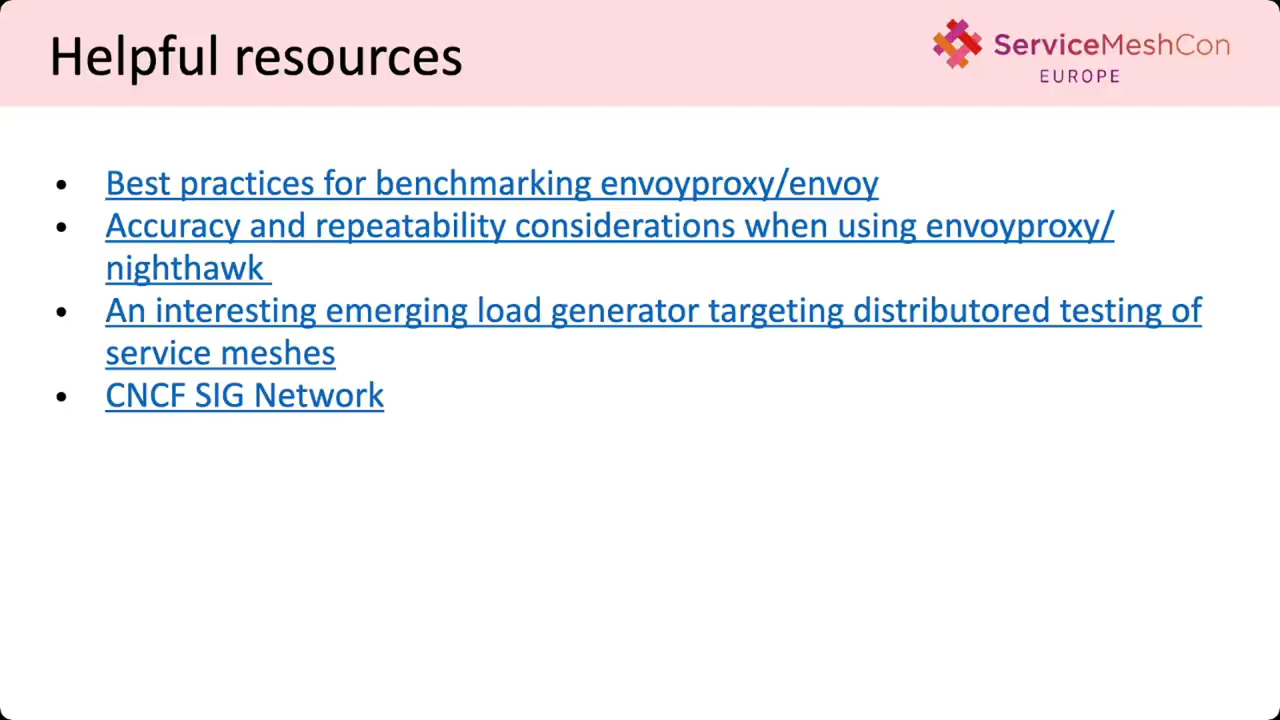 Helpful resources
ServiceMeshCon
EUROPE
• Best practices for benchmarking envoyproxy/envoy
• Accuracy and repeatability considerations when using envoyproxy/
nighthawk
• An interesting emerging load generator targeting distributored testing of
service meshes
• CNCF SIG Network